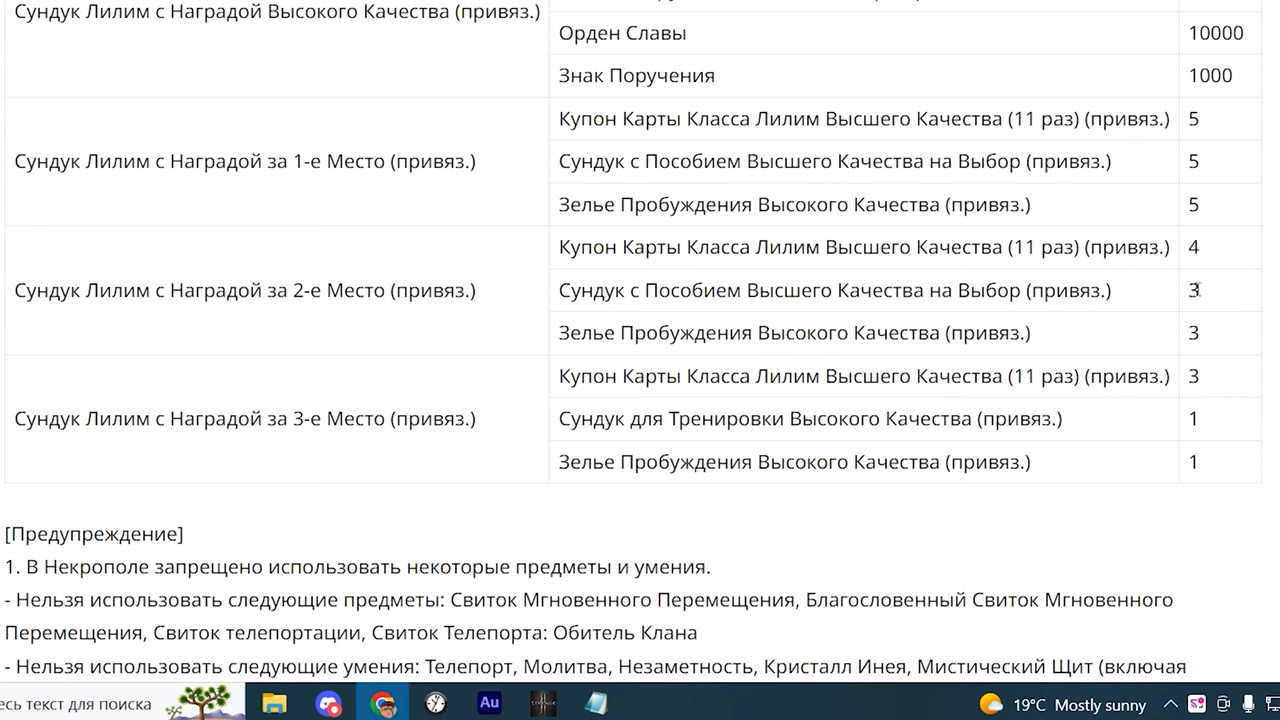 Сундук Лилим с Наградой Высокого Качества (привяз.)
Орден Славы 10000
Знак Поручения 1000
Сундук Лилим с Наградой за 1-е Место (привяз.)
Купон Карты Класса Лилим Высшего Качества (11 раз) (привяз.) 5
Сундук с Пособием Высшего Качества на Выбор (привяз.) 5
Зелье Пробуждения Высокого Качества (привяз.) 5
Сундук Лилим с Наградой за 2-е Место (привяз.)
Купон Карты Класса Лилим Высшего Качества (11 раз) (привяз.) 4
Сундук с Пособием Высшего Качества на Выбор (привяз.) 3
Зелье Пробуждения Высокого Качества (привяз.) 3
Сундук Лилим с Наградой за 3-е Место (привяз.)
Купон Карты Класса Лилим Высшего Качества (11 раз) (привяз.) 3
Сундук для Тренировки Высокого Качества (привяз.) 1
Зелье Пробуждения Высокого Качества (привяз.) 1
[Предупреждение]
1. В Некрополе запрещено использовать некоторые предметы и умения.
- Нельзя использовать следующие предметы: Свиток Мгновенного Перемещения, Благословенный Свиток Мгновенного
Перемещения, Свиток телепортации, Свиток Телепорта: Обитель Клана
- Нельзя использовать следующие умения: Телепорт, Молитва, Незаметность, Кристалл Инея, Мистический Щит (включая
есь текст для поиска Au 19°C Mostly sunny